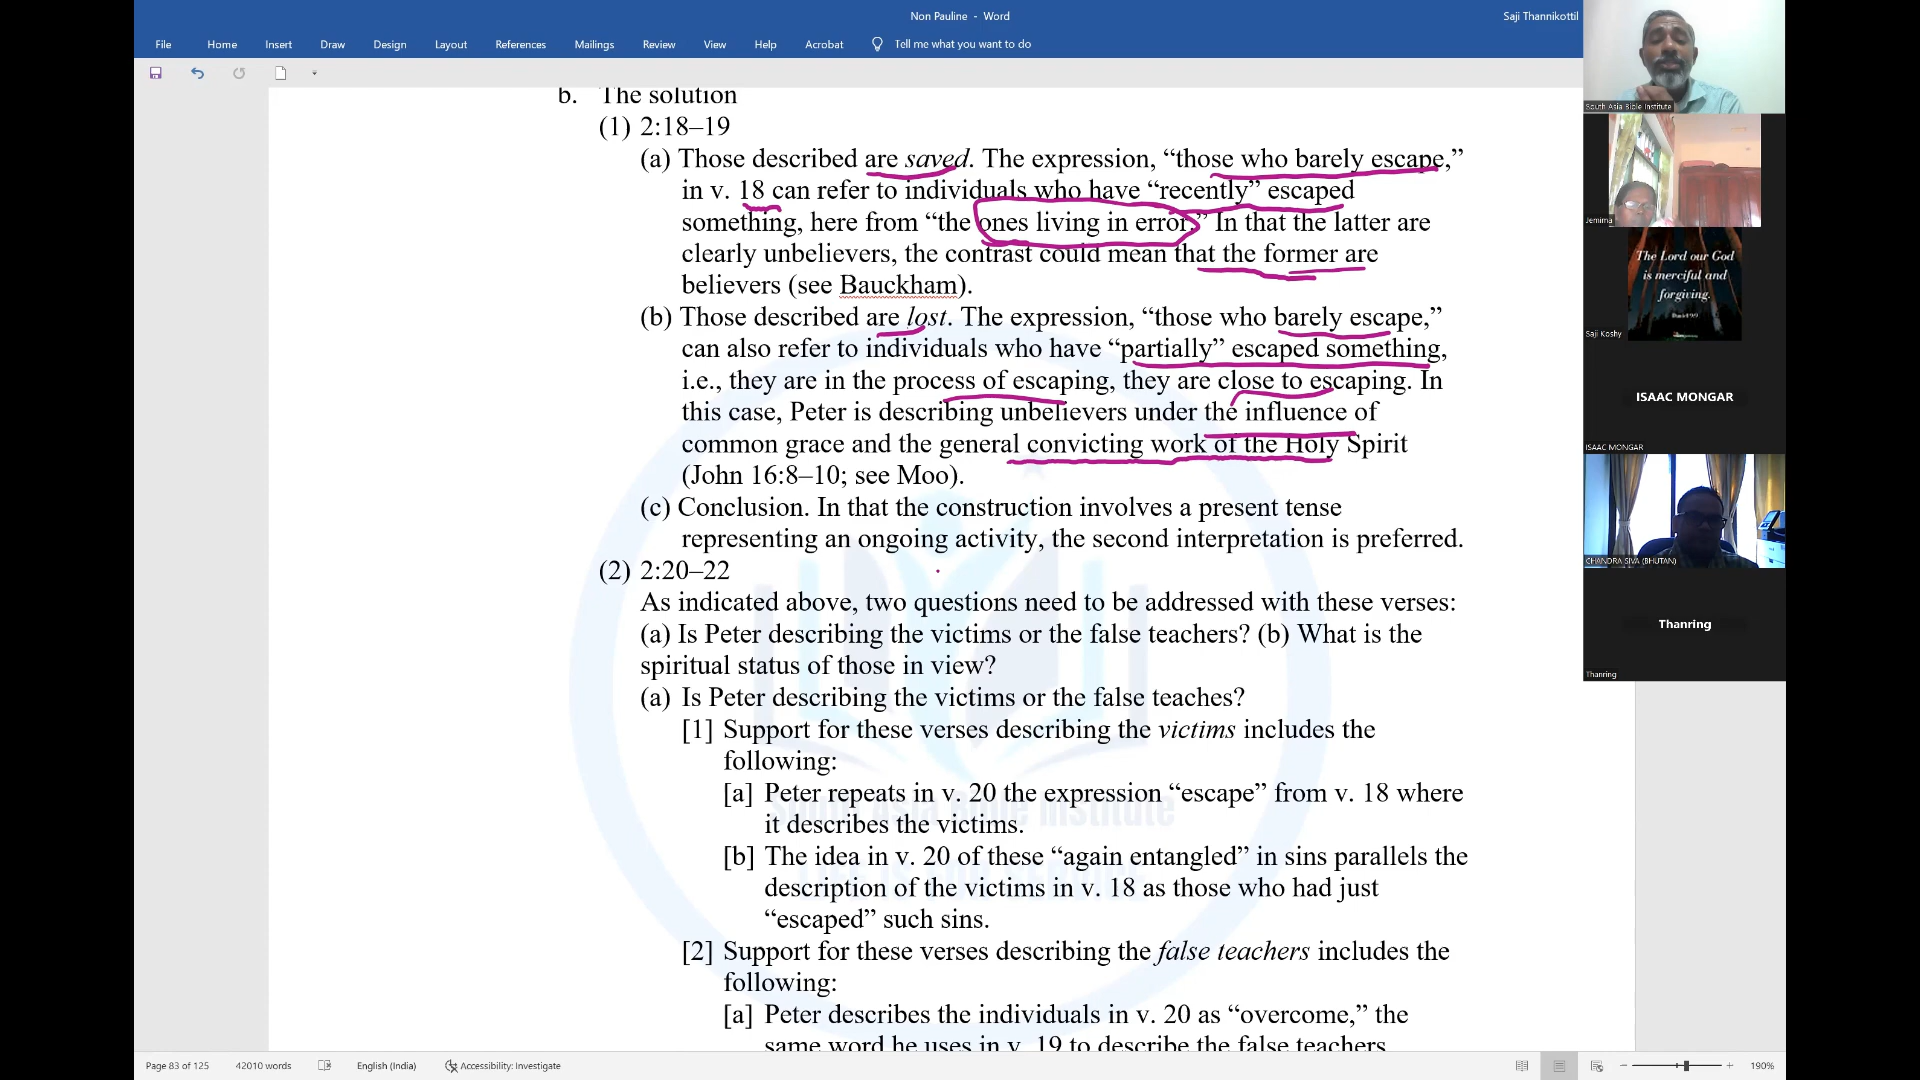 Non Pauline - Word
Saji Thannikottil
File Home Insert Draw Design Layout References Mailings Review View Help Acrobat Tell me what you want to do
b. The solution
(1) 2:18–19
(a) Those described are saved. The expression, “those who barely escape,”
in v. 18 can refer to individuals who have “recently” escaped
something, here from “the ones living in error.” In that the latter are
clearly unbelievers, the contrast could mean that the former are
believers (see Bauckham).
(b) Those described are lost. The expression, “those who barely escape,”
can also refer to individuals who have “partially” escaped something,
i.e., they are in the process of escaping, they are close to escaping. In
this case, Peter is describing unbelievers under the influence of
common grace and the general convicting work of the Holy Spirit
(John 16:8–10; see Moo).
(c) Conclusion. In that the construction involves a present tense
representing an ongoing activity, the second interpretation is preferred.
(2) 2:20–22
As indicated above, two questions need to be addressed with these verses:
(a) Is Peter describing the victims or the false teachers? (b) What is the
spiritual status of those in view?
(a) Is Peter describing the victims or the false teaches?
[1] Support for these verses describing the victims includes the
following:
[a] Peter repeats in v. 20 the expression “escape” from v. 18 where
it describes the victims.
[b] The idea in v. 20 of these “again entangled” in sins parallels the
description of the victims in v. 18 as those who had just
“escaped” such sins.
[2] Support for these verses describing the false teachers includes the
following:
[a] Peter describes the individuals in v. 20 as “overcome,” the
same word he uses in v. 19 to describe the false teachers
Page 83 of 125 42010 words English (India) Accessibility: Investigate 190%
South Asia Bible Institute
Jemima
The Lord our God
is merciful and
forgiving.
Saji Koshy
ISAAC MONGAR
ISAAC MONGAR
CHANDRA SIVA (BHUTAN)
Thanring
Thanring